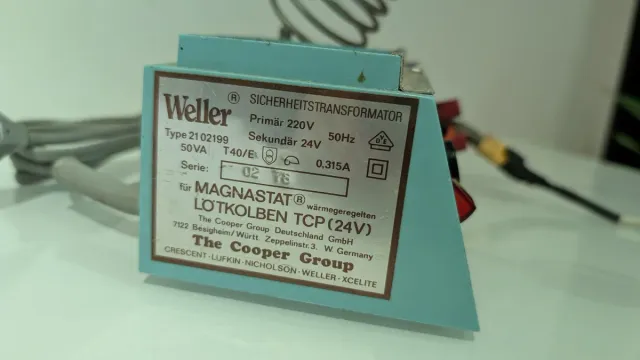 Weller ® SICHERHEITSTRANSFORMATOR
Primär 220V 50Hz
Type 21 02199 Sekundär 24V
50VA T40/E 0.315A
Serie: 02
für MAGNASTAT® wärmegeregelten
LÖTKOLBEN TCP (24V)
The Cooper Group Deutschland GmbH
7122 Besigheim/Württ. Zeppelinstr. 3. W. Germany
The Cooper Group
CRESCENT · LUFKIN · NICHOLSON · WELLER · XCELITE